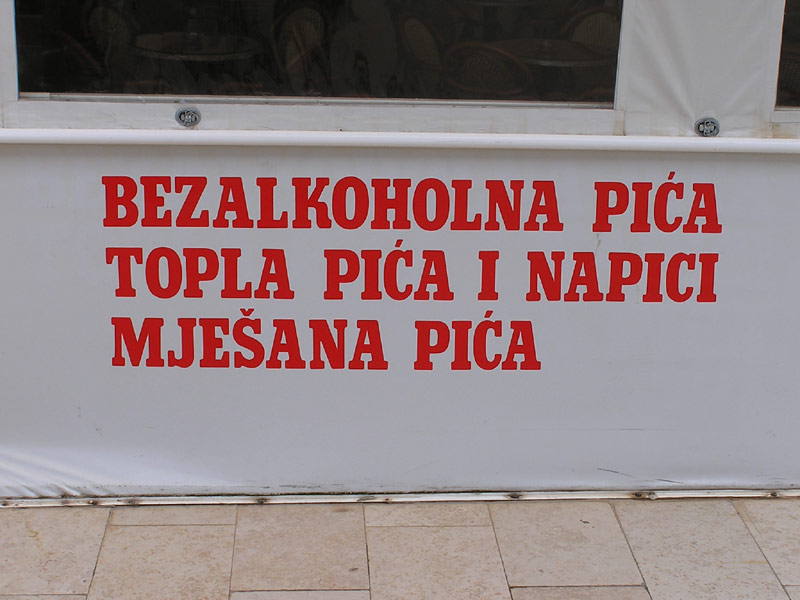 BEZALKOHOLNA PIĆA
TOPLA PIĆA I NAPICI
MJEŠANA PIĆA